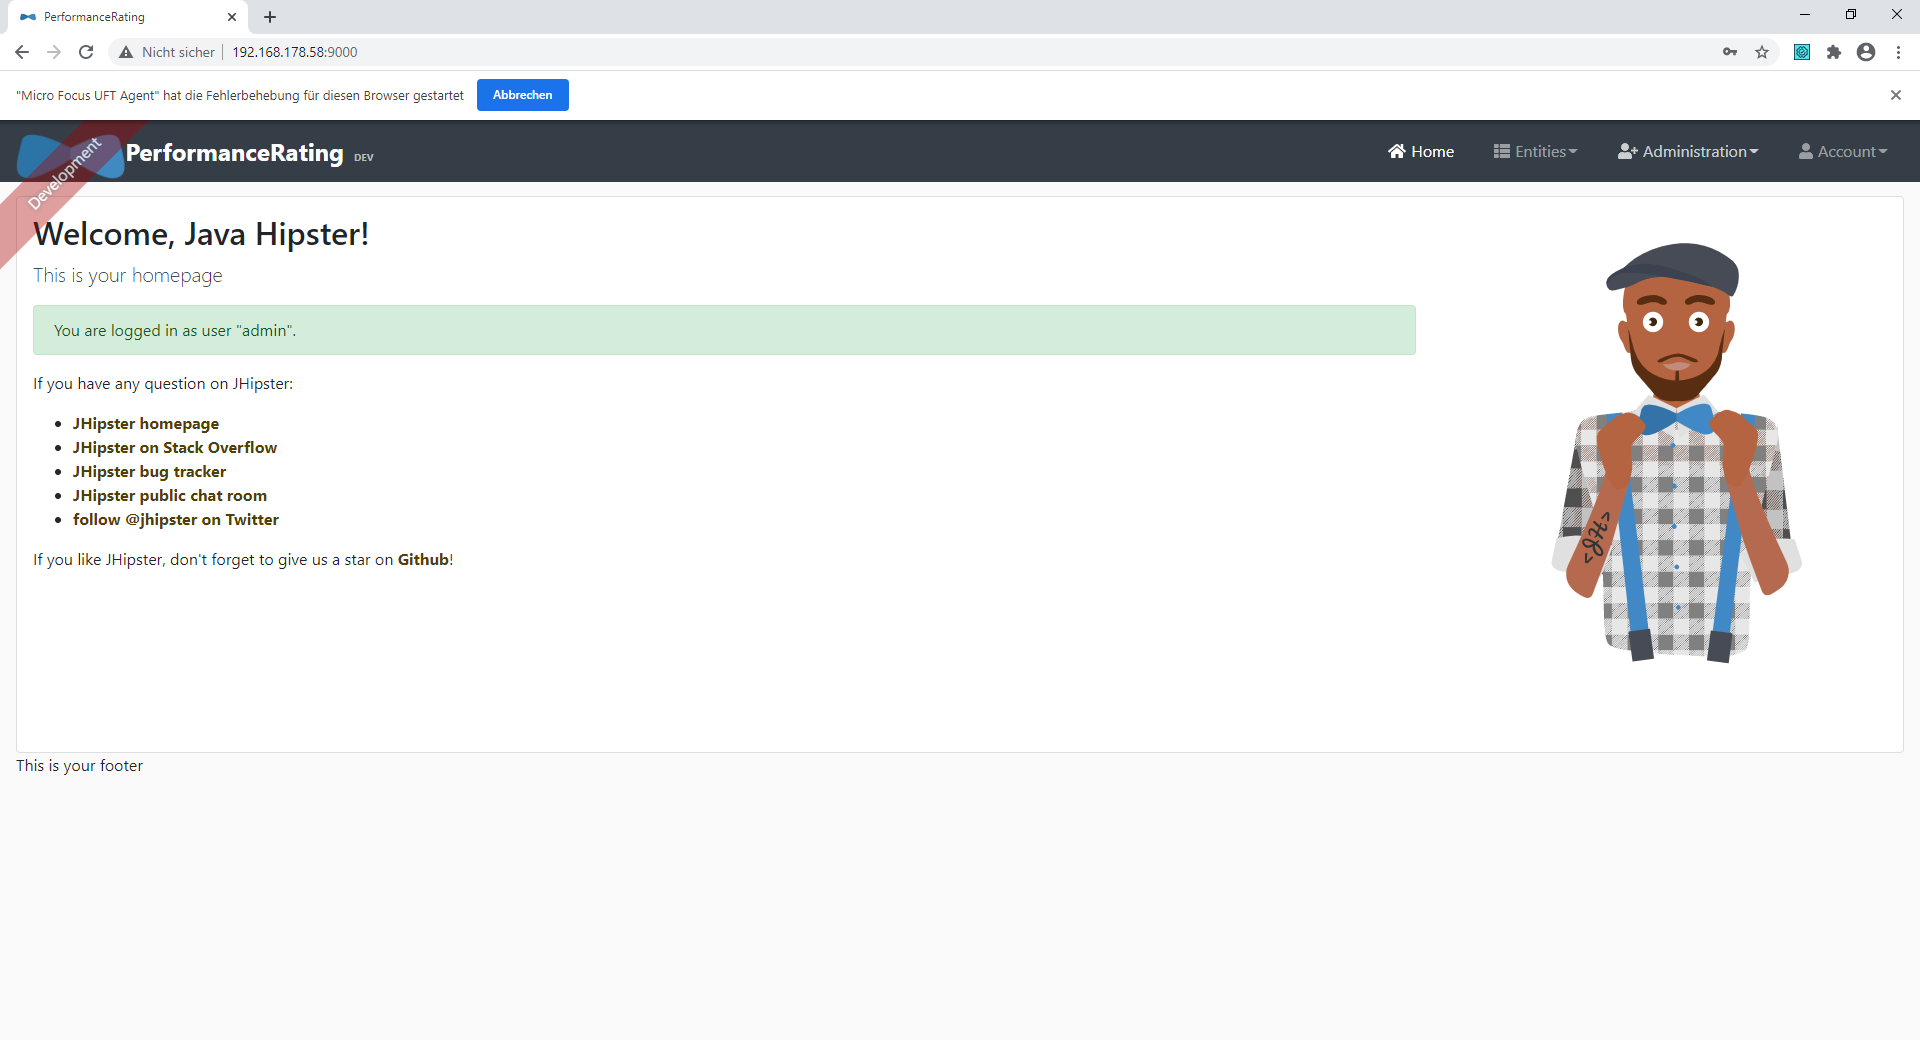 PerformanceRating
Nicht sicher 192.168.178.58:9000
"Micro Focus UFT Agent" hat die Fehlerbehebung für diesen Browser gestartet Abbrechen
Development
PerformanceRating DEV Home Entities Administration Account
Welcome, Java Hipster!
This is your homepage
You are logged in as user "admin".
If you have any question on JHipster:
JHipster homepage
JHipster on Stack Overflow
JHipster bug tracker
JHipster public chat room
follow @jhipster on Twitter
If you like JHipster, don't forget to give us a star on Github!
<JH>
This is your footer